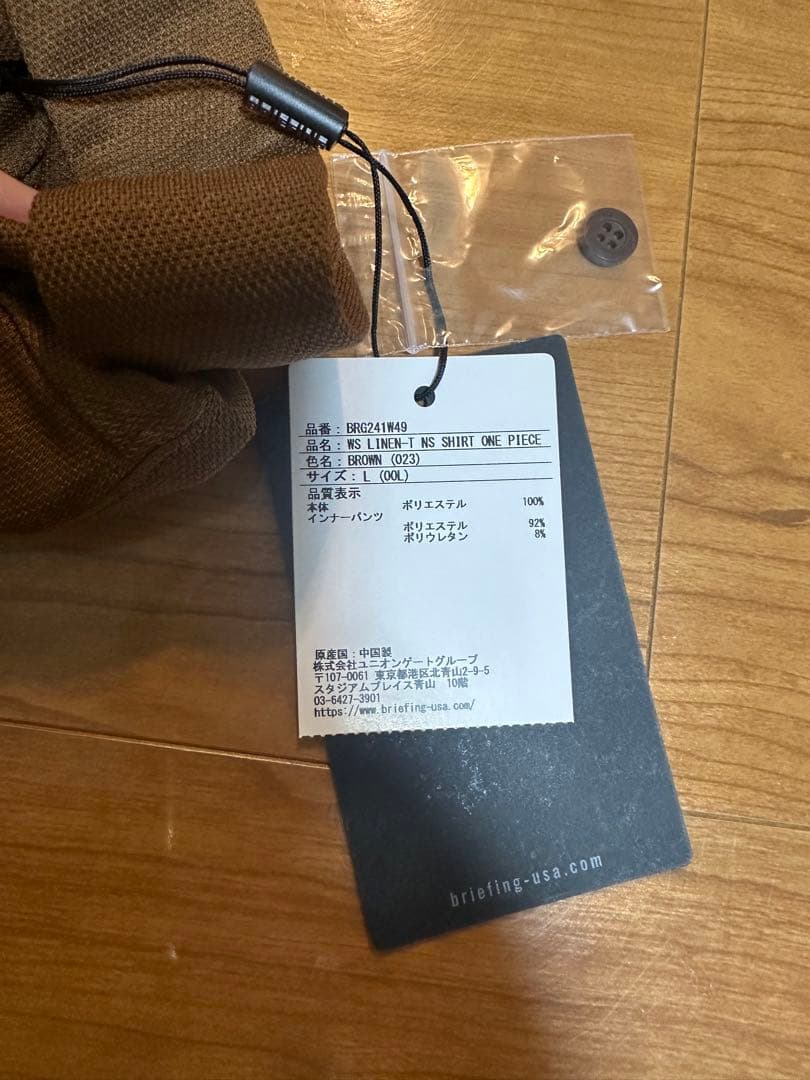 BRIEFING
品番：BRG241W49
品名：WS LINEN-T NS SHIRT ONE PIECE
色名：BROWN (023)
サイズ：L (00L)
品質表示
本体 ポリエステル 100%
インナーパンツ
ポリエステル 92%
ポリウレタン 8%
原産国：中国製
株式会社ユニオンゲートグループ
〒107-0061 東京都港区北青山2-9-5
スタジアムプレイス青山 10階
03-6427-3901
https://www.briefing-usa.com/
briefing-usa.com